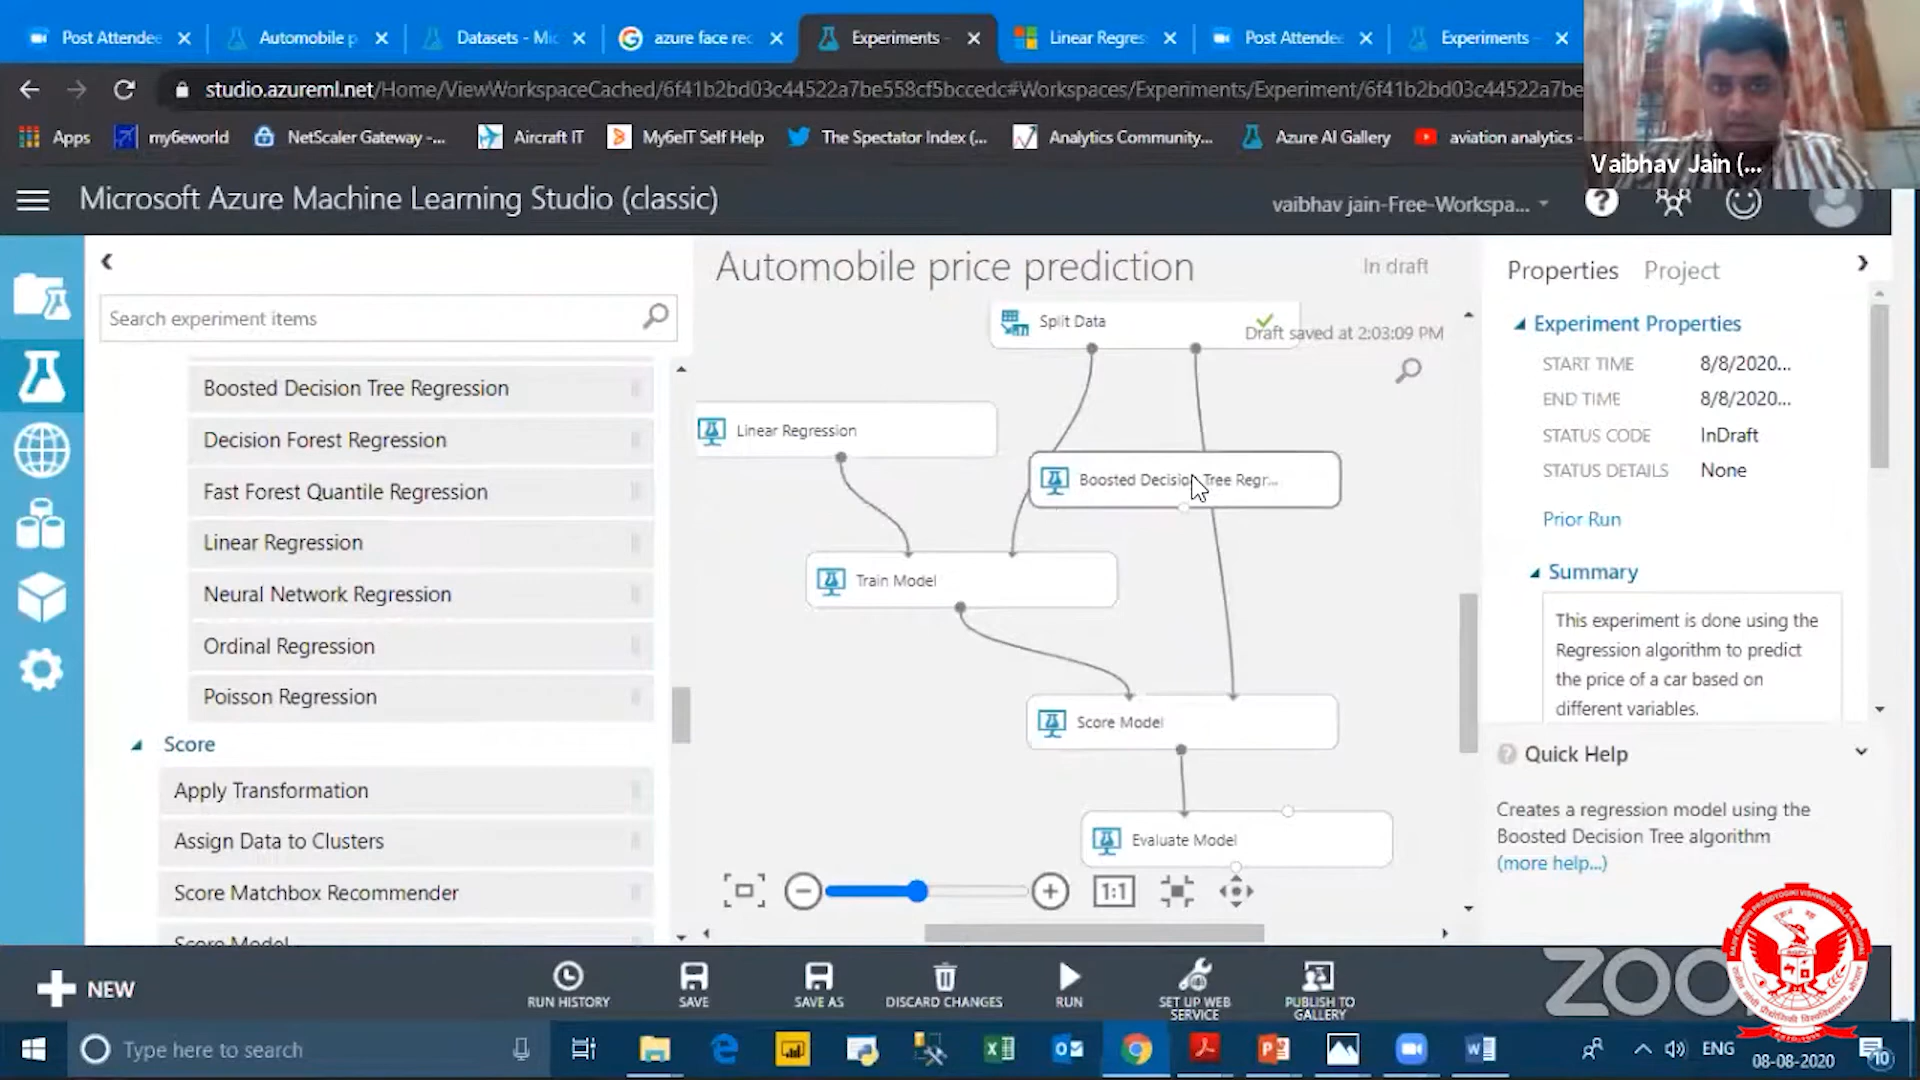 Post Attendee
Automobile p
Datasets - Mic
azure face rec
Experiments -
Linear Regres
Post Attendee
Experiments
studio.azureml.net/Home/ViewWorkspaceCached/6f41b2bd03c44522a7be558cf5bccedc#Workspaces/Experiments/Experiment/6f41b2bd03c44522a7be
Apps
my6eworld
NetScaler Gateway -...
Aircraft IT
My6eIT Self Help
The Spectator Index (...
Analytics Community...
Azure AI Gallery
aviation analytics -
Vaibhav Jain (...
Microsoft Azure Machine Learning Studio (classic)
vaibhav jain-Free-Workspa...
?
Search experiment items
Boosted Decision Tree Regression
Decision Forest Regression
Fast Forest Quantile Regression
Linear Regression
Neural Network Regression
Ordinal Regression
Poisson Regression
Score
Apply Transformation
Assign Data to Clusters
Score Matchbox Recommender
Score Model
Automobile price prediction
In draft
Split Data
Draft saved at 2:03:09 PM
Linear Regression
Boosted Decision Tree Regr...
Train Model
Score Model
Evaluate Model
1:1
Properties
Project
Experiment Properties
START TIME 8/8/2020...
END TIME 8/8/2020...
STATUS CODE InDraft
STATUS DETAILS None
Prior Run
Summary
This experiment is done using the
Regression algorithm to predict
the price of a car based on
different variables.
Quick Help
Creates a regression model using the
Boosted Decision Tree algorithm
(more help...)
NEW
RUN HISTORY
SAVE
SAVE AS
DISCARD CHANGES
RUN
SET UP WEB
SERVICE
PUBLISH TO
GALLERY
Type here to search
ENG
08-08-2020
10